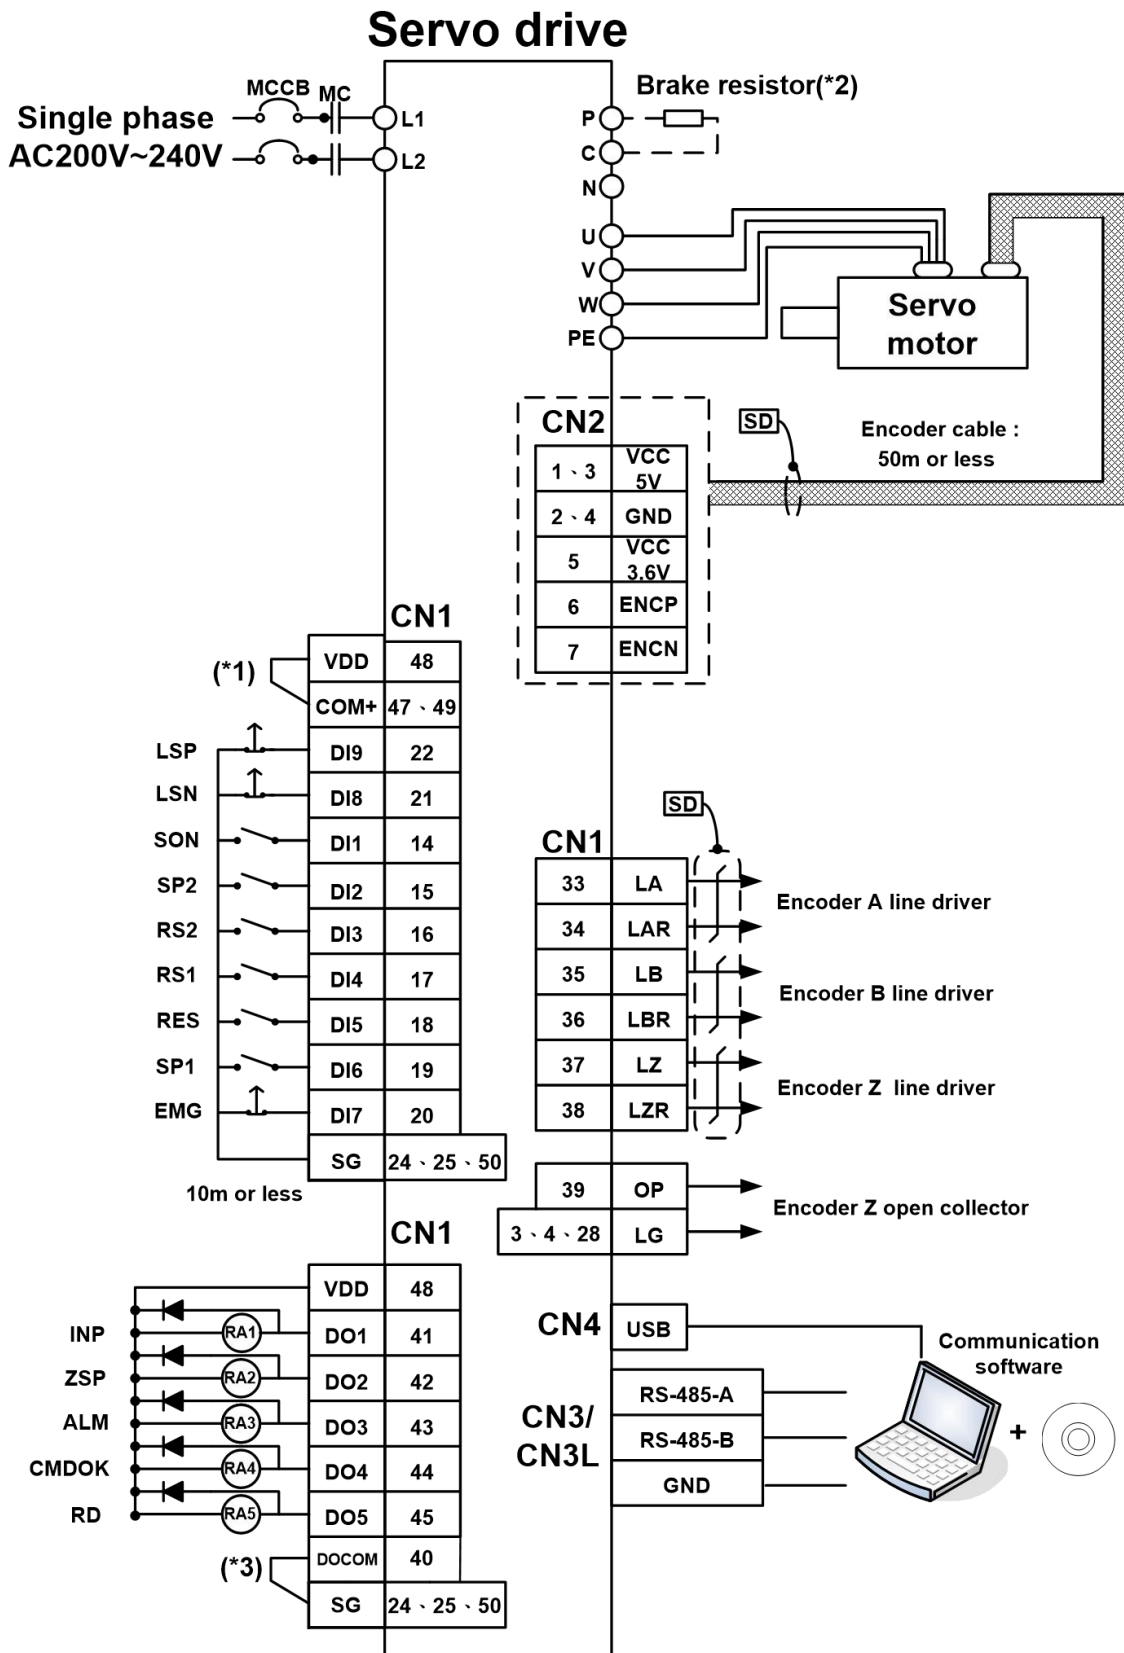 Servo drive
MCCB
MC
Single phase
AC200V~240V
L1
L2
Brake resistor(*2)
P
C
N
U
V
W
PE
Servo
motor
CN2
1、3 VCC 5V
2、4 GND
5 VCC 3.6V
6 ENCP
7 ENCN
SD
Encoder cable :
50m or less
CN1
(*1)
VDD 48
COM+ 47、49
LSP DI9 22
LSN DI8 21
SON DI1 14
SP2 DI2 15
RS2 DI3 16
RS1 DI4 17
RES DI5 18
SP1 DI6 19
EMG DI7 20
SG 24、25、50
10m or less
SD
CN1
33 LA
34 LAR
Encoder A line driver
35 LB
36 LBR
Encoder B line driver
37 LZ
38 LZR
Encoder Z line driver
39 OP
3、4、28 LG
Encoder Z open collector
CN1
VDD 48
INP RA1 DO1 41
ZSP RA2 DO2 42
ALM RA3 DO3 43
CMDOK RA4 DO4 44
RD RA5 DO5 45
(*3)
DOCOM 40
SG 24、25、50
CN4 USB
Communication
software
+
CN3/
CN3L
RS-485-A
RS-485-B
GND